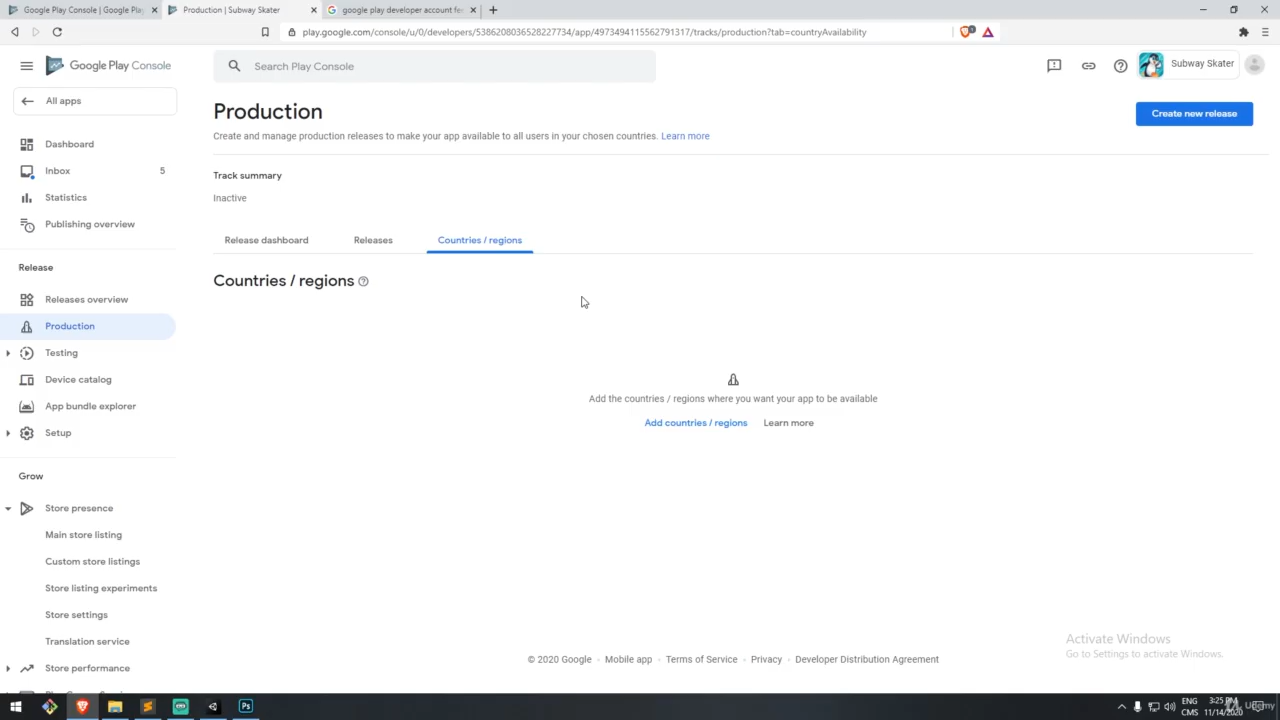 Google Play Console | Google Play
Production | Subway Skater
google play developer account fe
play.google.com/console/u/0/developers/5386208036528227734/app/4973494115562791317/tracks/production?tab=countryAvailability
Google Play Console
Search Play Console
Subway Skater
All apps
Production
Create new release
Create and manage production releases to make your app available to all users in your chosen countries. Learn more
Dashboard
Inbox
5
Statistics
Publishing overview
Track summary
Inactive
Release dashboard
Releases
Countries / regions
Release
Countries / regions
Releases overview
Production
Testing
Device catalog
App bundle explorer
Setup
Add the countries / regions where you want your app to be available
Add countries / regions
Learn more
Grow
Store presence
Main store listing
Custom store listings
Store listing experiments
Store settings
Translation service
Store performance
Activate Windows
Go to Settings to activate Windows.
© 2020 Google · Mobile app · Terms of Service · Privacy · Developer Distribution Agreement
ENG
CMS
3:25 PM
11/14/2020
Udemy